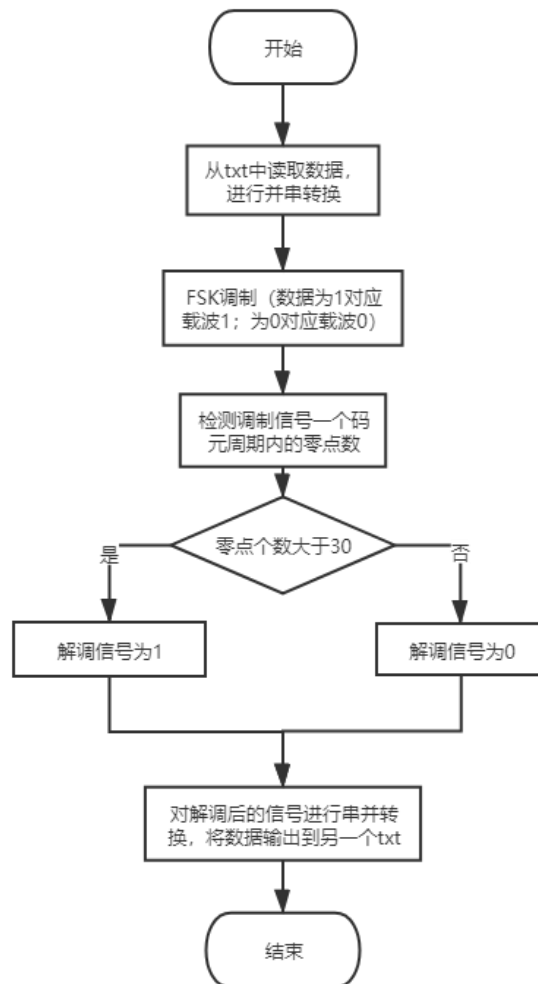 开始
从txt中读取数据，
进行并串转换
FSK调制（数据为1对应
载波1；为0对应载波0）
检测调制信号一个码
元周期内的零点数
零点个数大于30
是
否
解调信号为1
解调信号为0
对解调后的信号进行串并转
换，将数据输出到另一个txt
结束